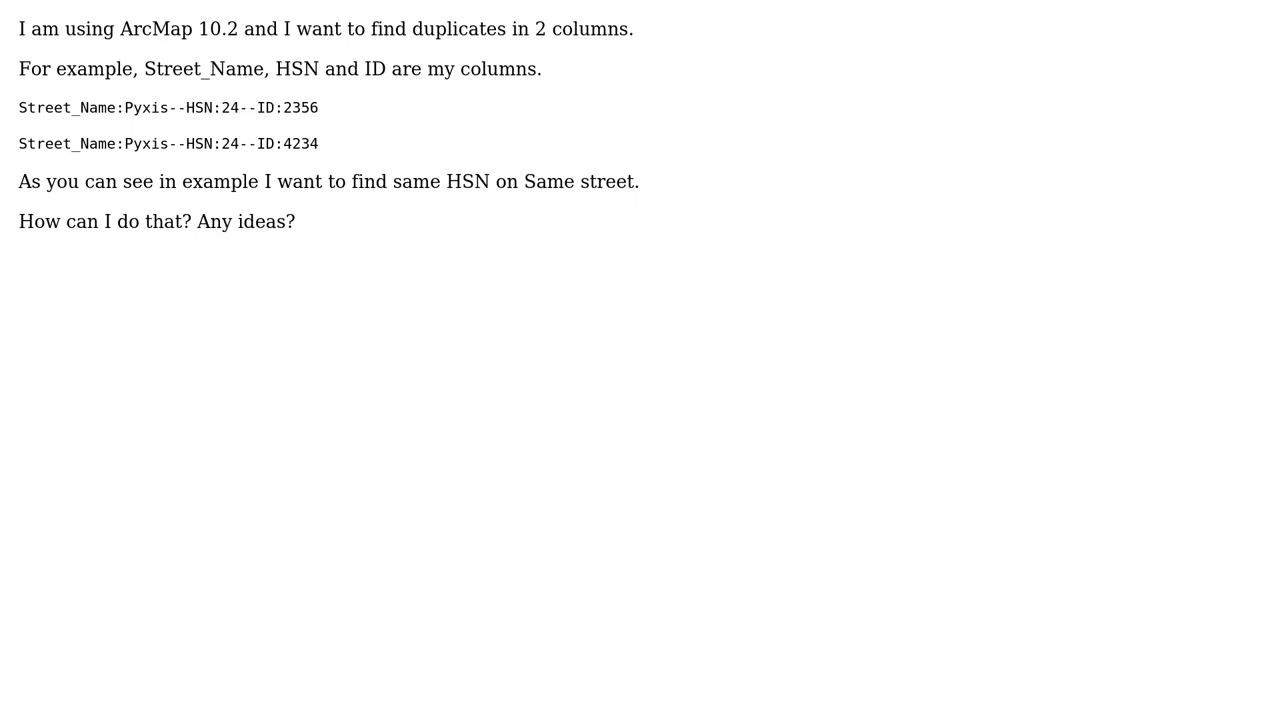 I am using ArcMap 10.2 and I want to find duplicates in 2 columns.
For example, Street_Name, HSN and ID are my columns.
Street_Name:Pyxis--HSN:24--ID:2356
Street_Name:Pyxis--HSN:24--ID:4234
As you can see in example I want to find same HSN on Same street.
How can I do that? Any ideas?